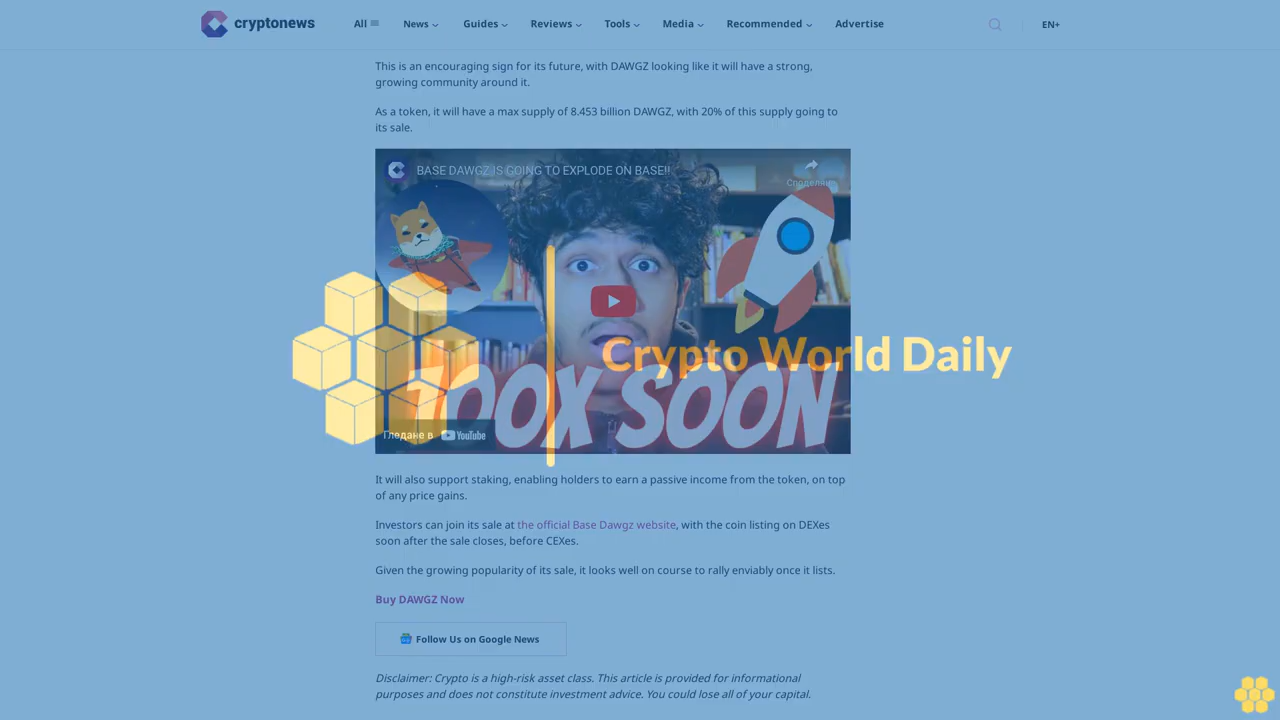 cryptonews
All News Guides Reviews Tools Media Recommended Advertise EN+
This is an encouraging sign for its future, with DAWGZ looking like it will have a strong,
growing community around it.
As a token, it will have a max supply of 8.453 billion DAWGZ, with 20% of this supply going to
its sale.
BASE DAWGZ IS GOING TO EXPLODE ON BASE!!
Crypto World Daily
100X SOON
Гледане в YouTube
It will also support staking, enabling holders to earn a passive income from the token, on top
of any price gains.
Investors can join its sale at the official Base Dawgz website, with the coin listing on DEXes
soon after the sale closes, before CEXes.
Given the growing popularity of its sale, it looks well on course to rally enviably once it lists.
Buy DAWGZ Now
Follow Us on Google News
Disclaimer: Crypto is a high-risk asset class. This article is provided for informational
purposes and does not constitute investment advice. You could lose all of your capital.